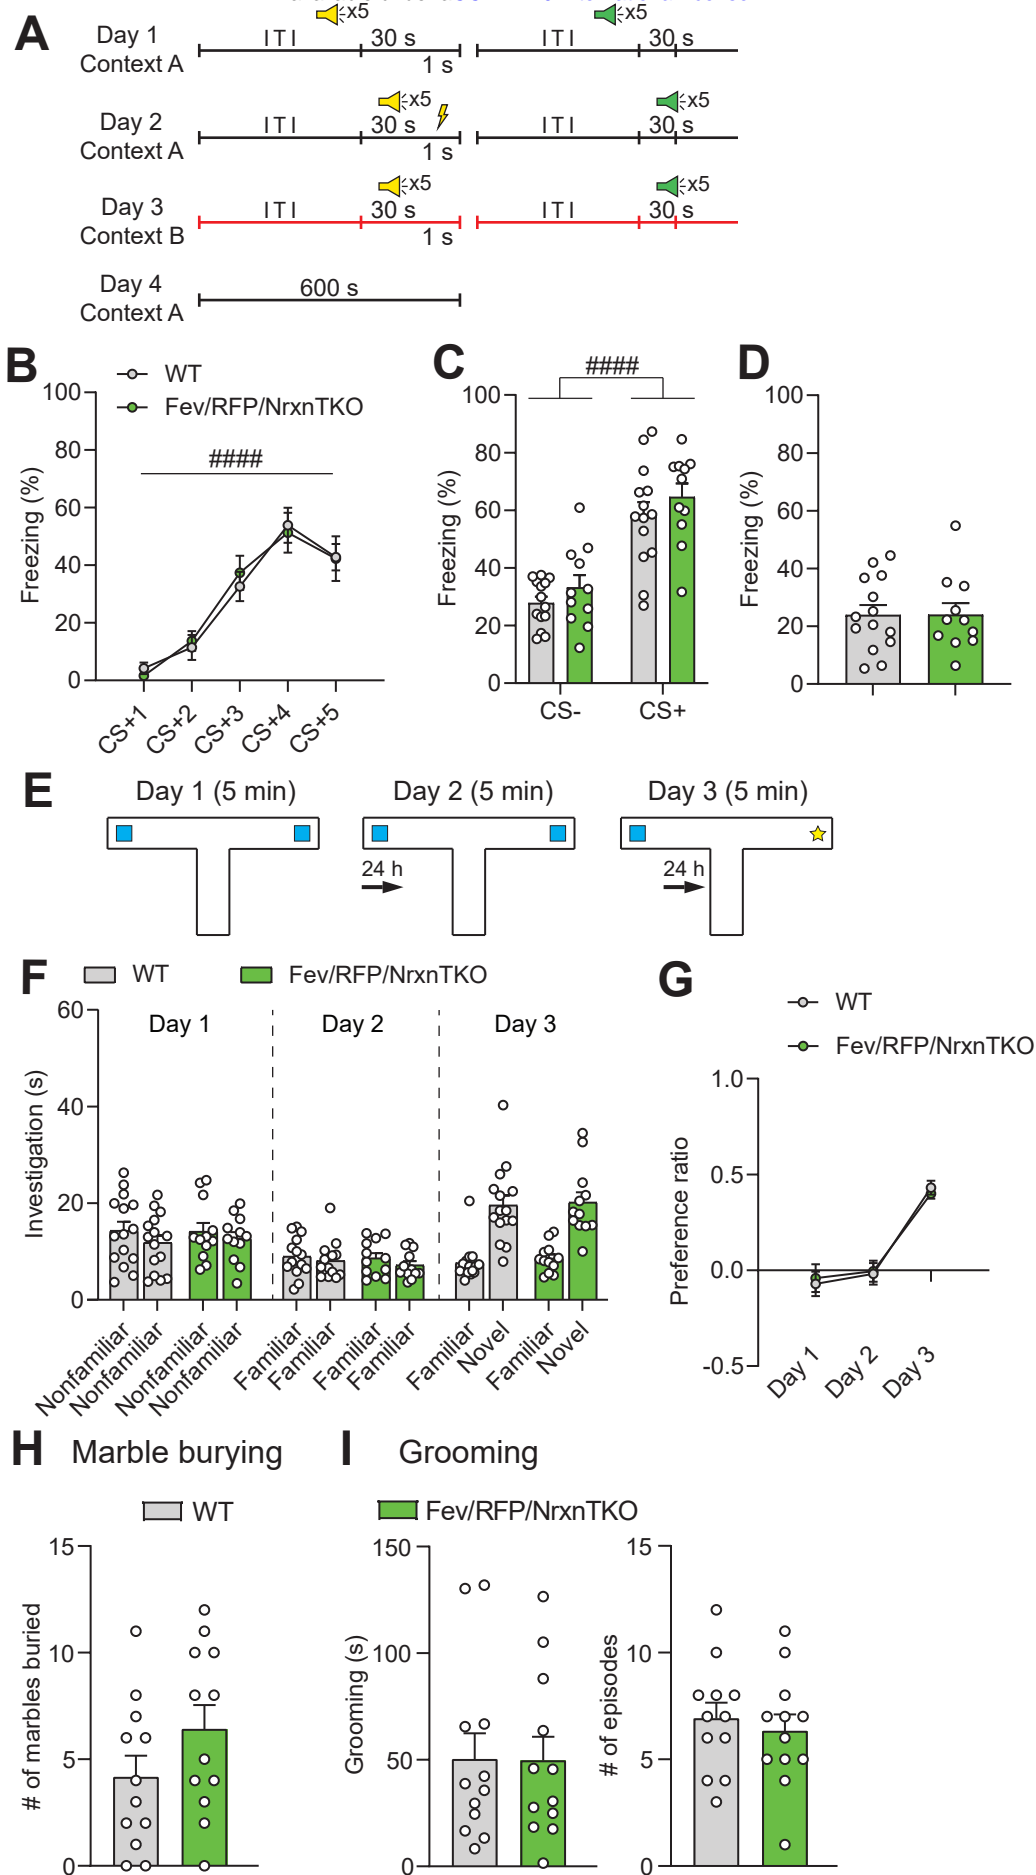 A
x5
x5
Day 1
Context A
ITI
30 s
1 s
ITI
30 s
x5
x5
Day 2
Context A
ITI
30 s
1 s
ITI
30 s
x5
x5
Day 3
Context B
ITI
30 s
1 s
ITI
30 s
Day 4
Context A
600 s
B
WT
Fev/RFP/NrxnTKO
####
Freezing (%)
100
80
60
40
20
0
CS+1
CS+2
CS+3
CS+4
CS+5
C
####
Freezing (%)
100
80
60
40
20
0
CS-
CS+
D
Freezing (%)
100
80
60
40
20
0
E
Day 1 (5 min)
Day 2 (5 min)
Day 3 (5 min)
24 h
24 h
F
WT
Fev/RFP/NrxnTKO
Day 1
Day 2
Day 3
Investigation (s)
60
40
20
0
Nonfamiliar
Nonfamiliar
Nonfamiliar
Nonfamiliar
Familiar
Familiar
Familiar
Familiar
Familiar
Novel
Familiar
Novel
G
WT
Fev/RFP/NrxnTKO
Preference ratio
1.0
0.5
0.0
-0.5
Day 1
Day 2
Day 3
H Marble burying
I Grooming
WT
Fev/RFP/NrxnTKO
# of marbles buried
15
10
5
0
Grooming (s)
150
100
50
0
# of episodes
15
10
5
0